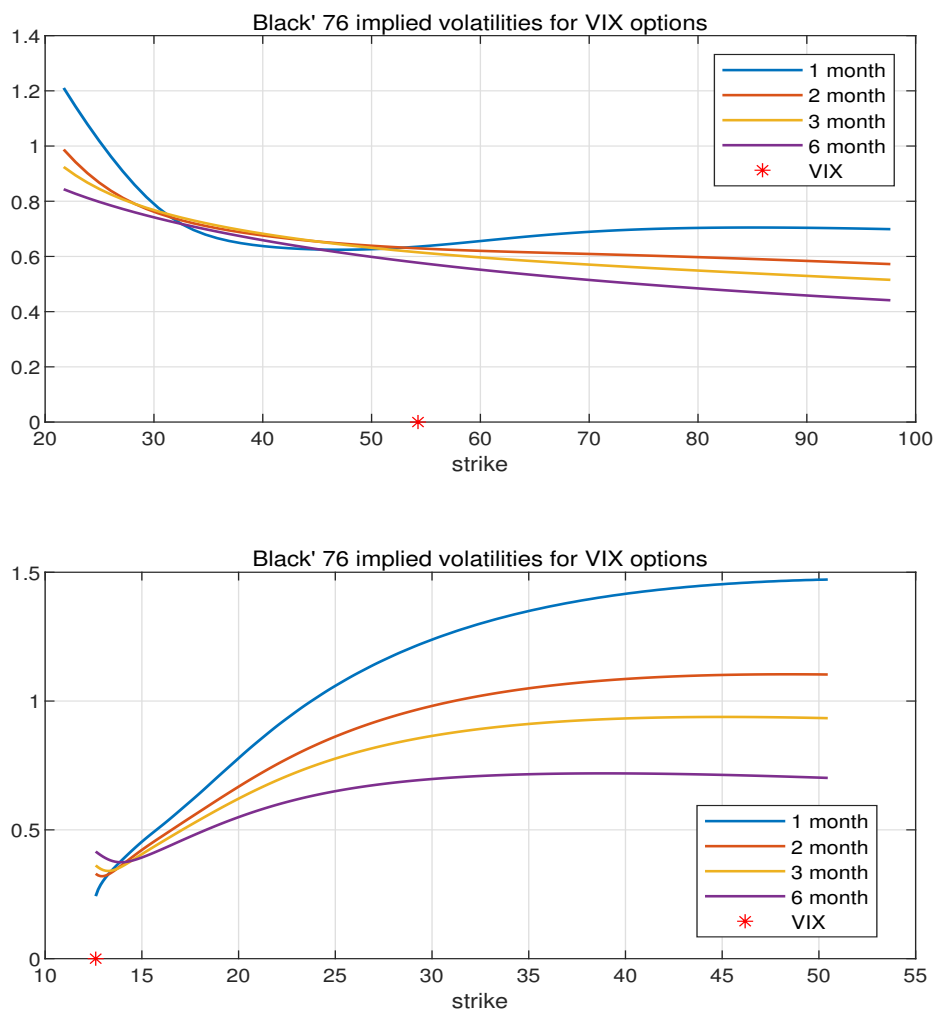 Black' 76 implied volatilities for VIX options
1.4
1.2
1
0.8
0.6
0.4
0.2
0
1 month
2 month
3 month
6 month
VIX
20 30 40 50 60 70 80 90 100
strike
Black' 76 implied volatilities for VIX options
1.5
1
0.5
0
1 month
2 month
3 month
6 month
VIX
10 15 20 25 30 35 40 45 50 55
strike